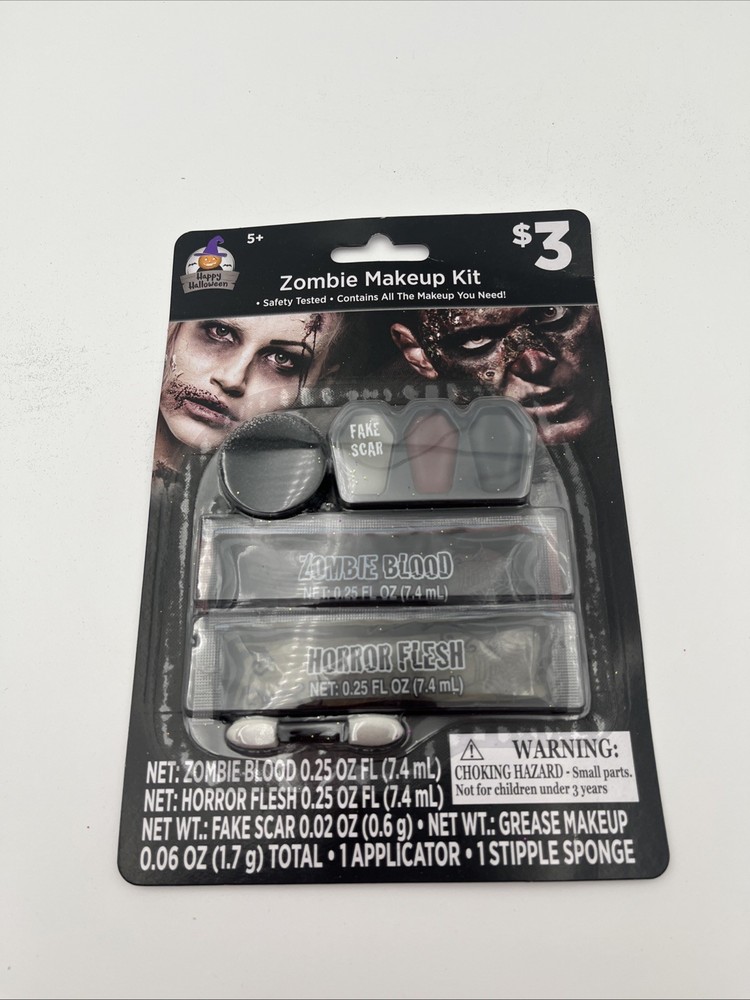 5+
$3
Happy
Halloween
Zombie Makeup Kit
• Safety Tested • Contains All The Makeup You Need!
FAKE
SCAR
ZOMBIE BLOOD
NET: 0.25 FL OZ (7.4 mL)
HORROR FLESH
NET: 0.25 FL OZ (7.4 mL)
WARNING:
CHOKING HAZARD - Small parts.
Not for children under 3 years
NET: ZOMBIE BLOOD 0.25 OZ FL (7.4 mL)
NET: HORROR FLESH 0.25 OZ FL (7.4 mL)
NET WT.: FAKE SCAR 0.02 OZ (0.6 g) • NET WT.: GREASE MAKEUP
0.06 OZ (1.7 g) TOTAL • 1 APPLICATOR • 1 STIPPLE SPONGE